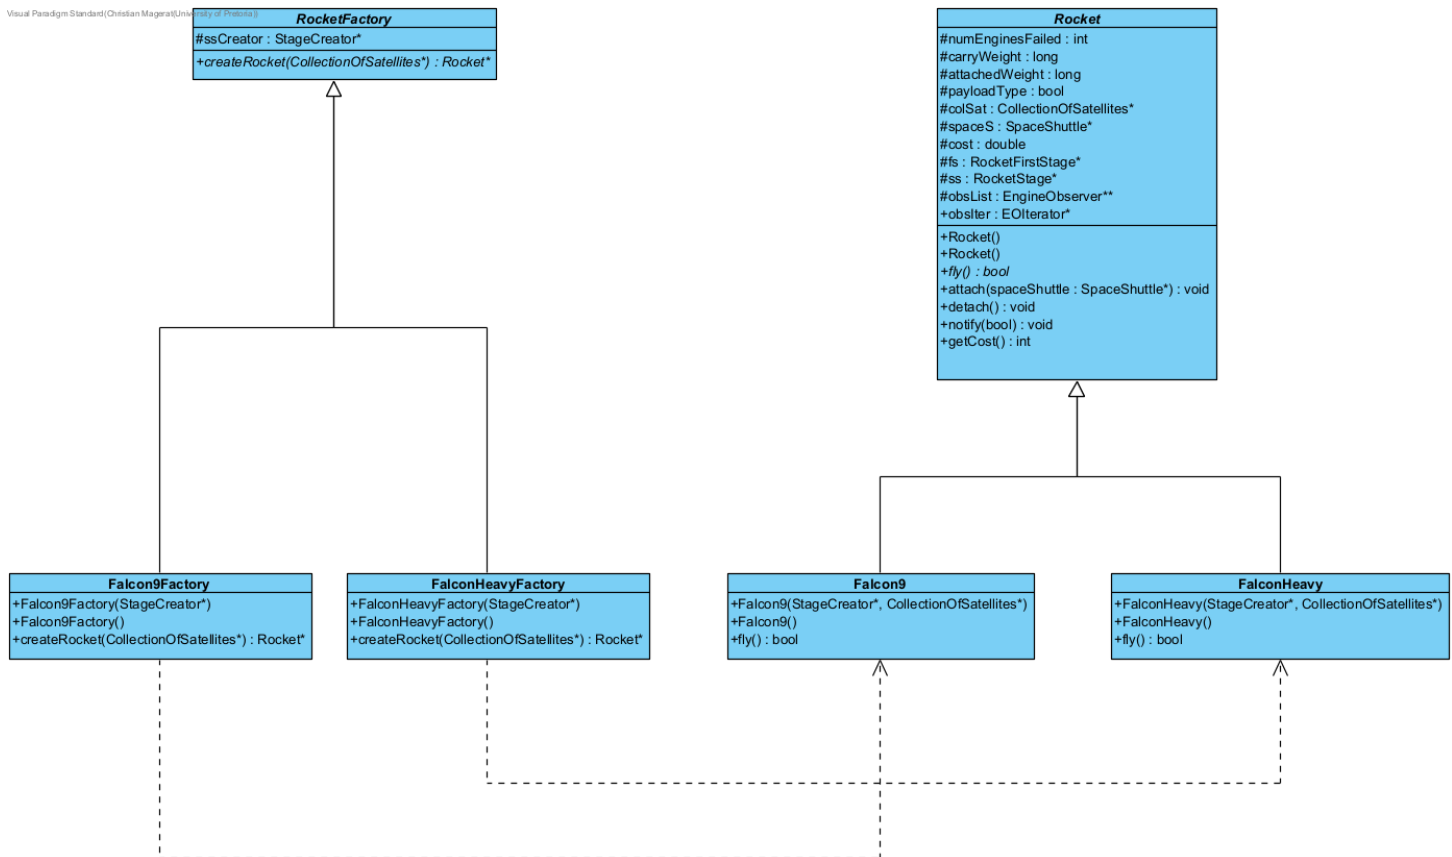 Visual Paradigm Standard(Christian Magerat(University of Pretoria))
RocketFactory
#ssCreator : StageCreator*
+createRocket(CollectionOfSatellites*) : Rocket*
Rocket
#numEnginesFailed : int
#carryWeight : long
#attachedWeight : long
#payloadType : bool
#colSat : CollectionOfSatellites*
#spaceS : SpaceShuttle*
#cost : double
#fs : RocketFirstStage*
#ss : RocketStage*
#obsList : EngineObserver**
+obsIter : EOIterator*
+Rocket()
+Rocket()
+fly() : bool
+attach(spaceShuttle : SpaceShuttle*) : void
+detach() : void
+notify(bool) : void
+getCost() : int
Falcon9Factory
+Falcon9Factory(StageCreator*)
+Falcon9Factory()
+createRocket(CollectionOfSatellites*) : Rocket*
FalconHeavyFactory
+FalconHeavyFactory(StageCreator*)
+FalconHeavyFactory()
+createRocket(CollectionOfSatellites*) : Rocket*
Falcon9
+Falcon9(StageCreator*, CollectionOfSatellites*)
+Falcon9()
+fly() : bool
FalconHeavy
+FalconHeavy(StageCreator*, CollectionOfSatellites*)
+FalconHeavy()
+fly() : bool